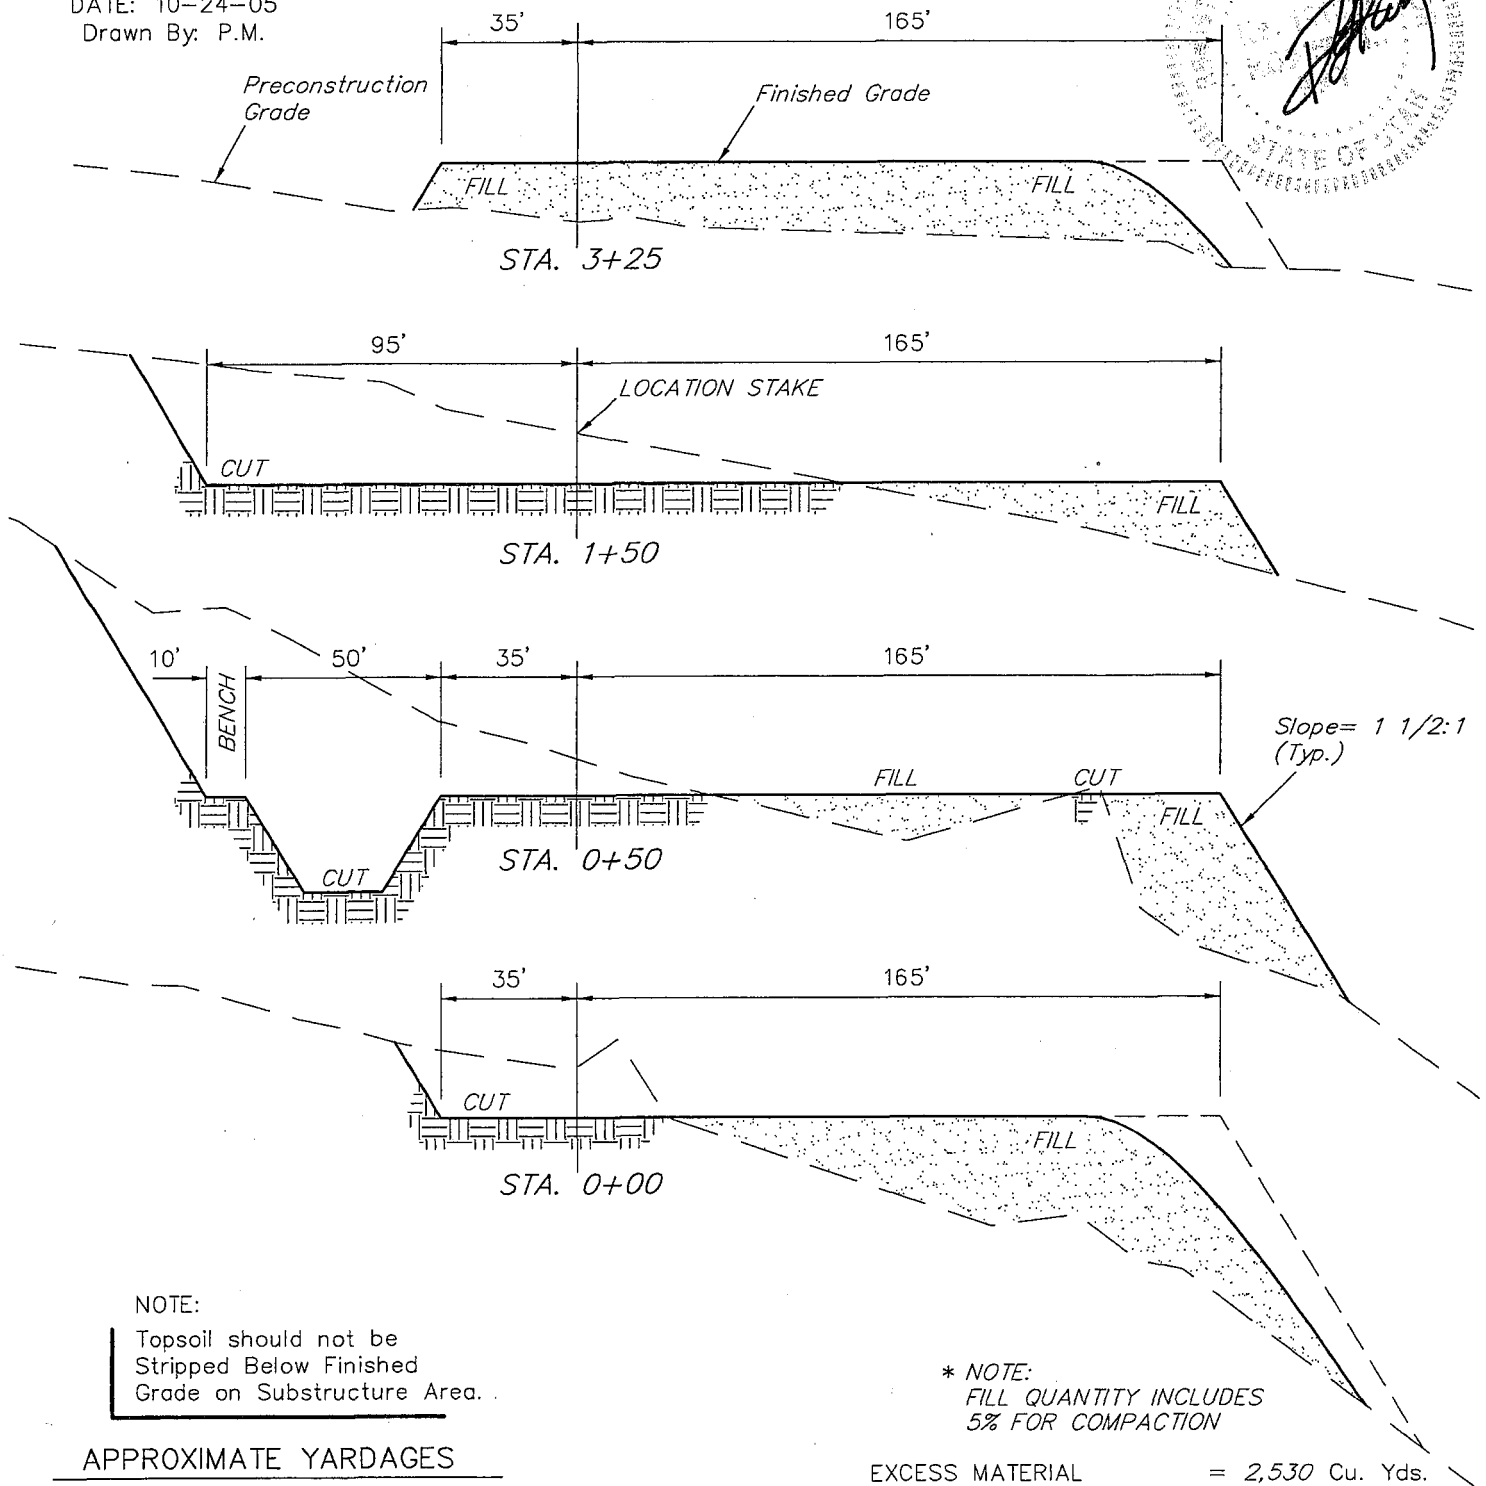 DATE: 10-24-05
Drawn By: P.M.
35'
165'
Preconstruction
Grade
Finished Grade
STATE OF UTAH
FILL
FILL
STA. 3+25
95'
165'
LOCATION STAKE
CUT
FILL
STA. 1+50
10'
50'
35'
165'
BENCH
Slope= 1 1/2:1
(Typ.)
FILL
CUT
FILL
CUT
STA. 0+50
35'
165'
CUT
FILL
STA. 0+00
NOTE:
Topsoil should not be
Stripped Below Finished
Grade on Substructure Area.
* NOTE:
FILL QUANTITY INCLUDES
5% FOR COMPACTION
APPROXIMATE YARDAGES
EXCESS MATERIAL = 2,530 Cu. Yds.